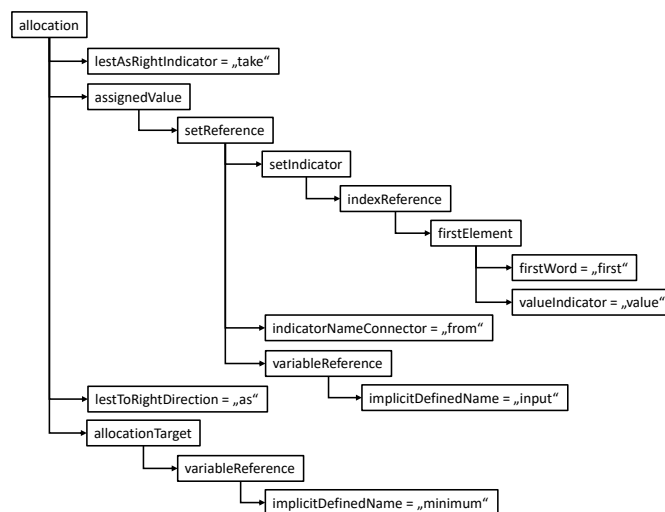 allocation
lestAsRightIndicator = „take“
assignedValue
setReference
setIndicator
indexReference
firstElement
firstWord = „first“
valueIndicator = „value“
indicatorNameConnector = „from“
variableReference
implicitDefinedName = „input“
lestToRightDirection = „as“
allocationTarget
variableReference
implicitDefinedName = „minimum“